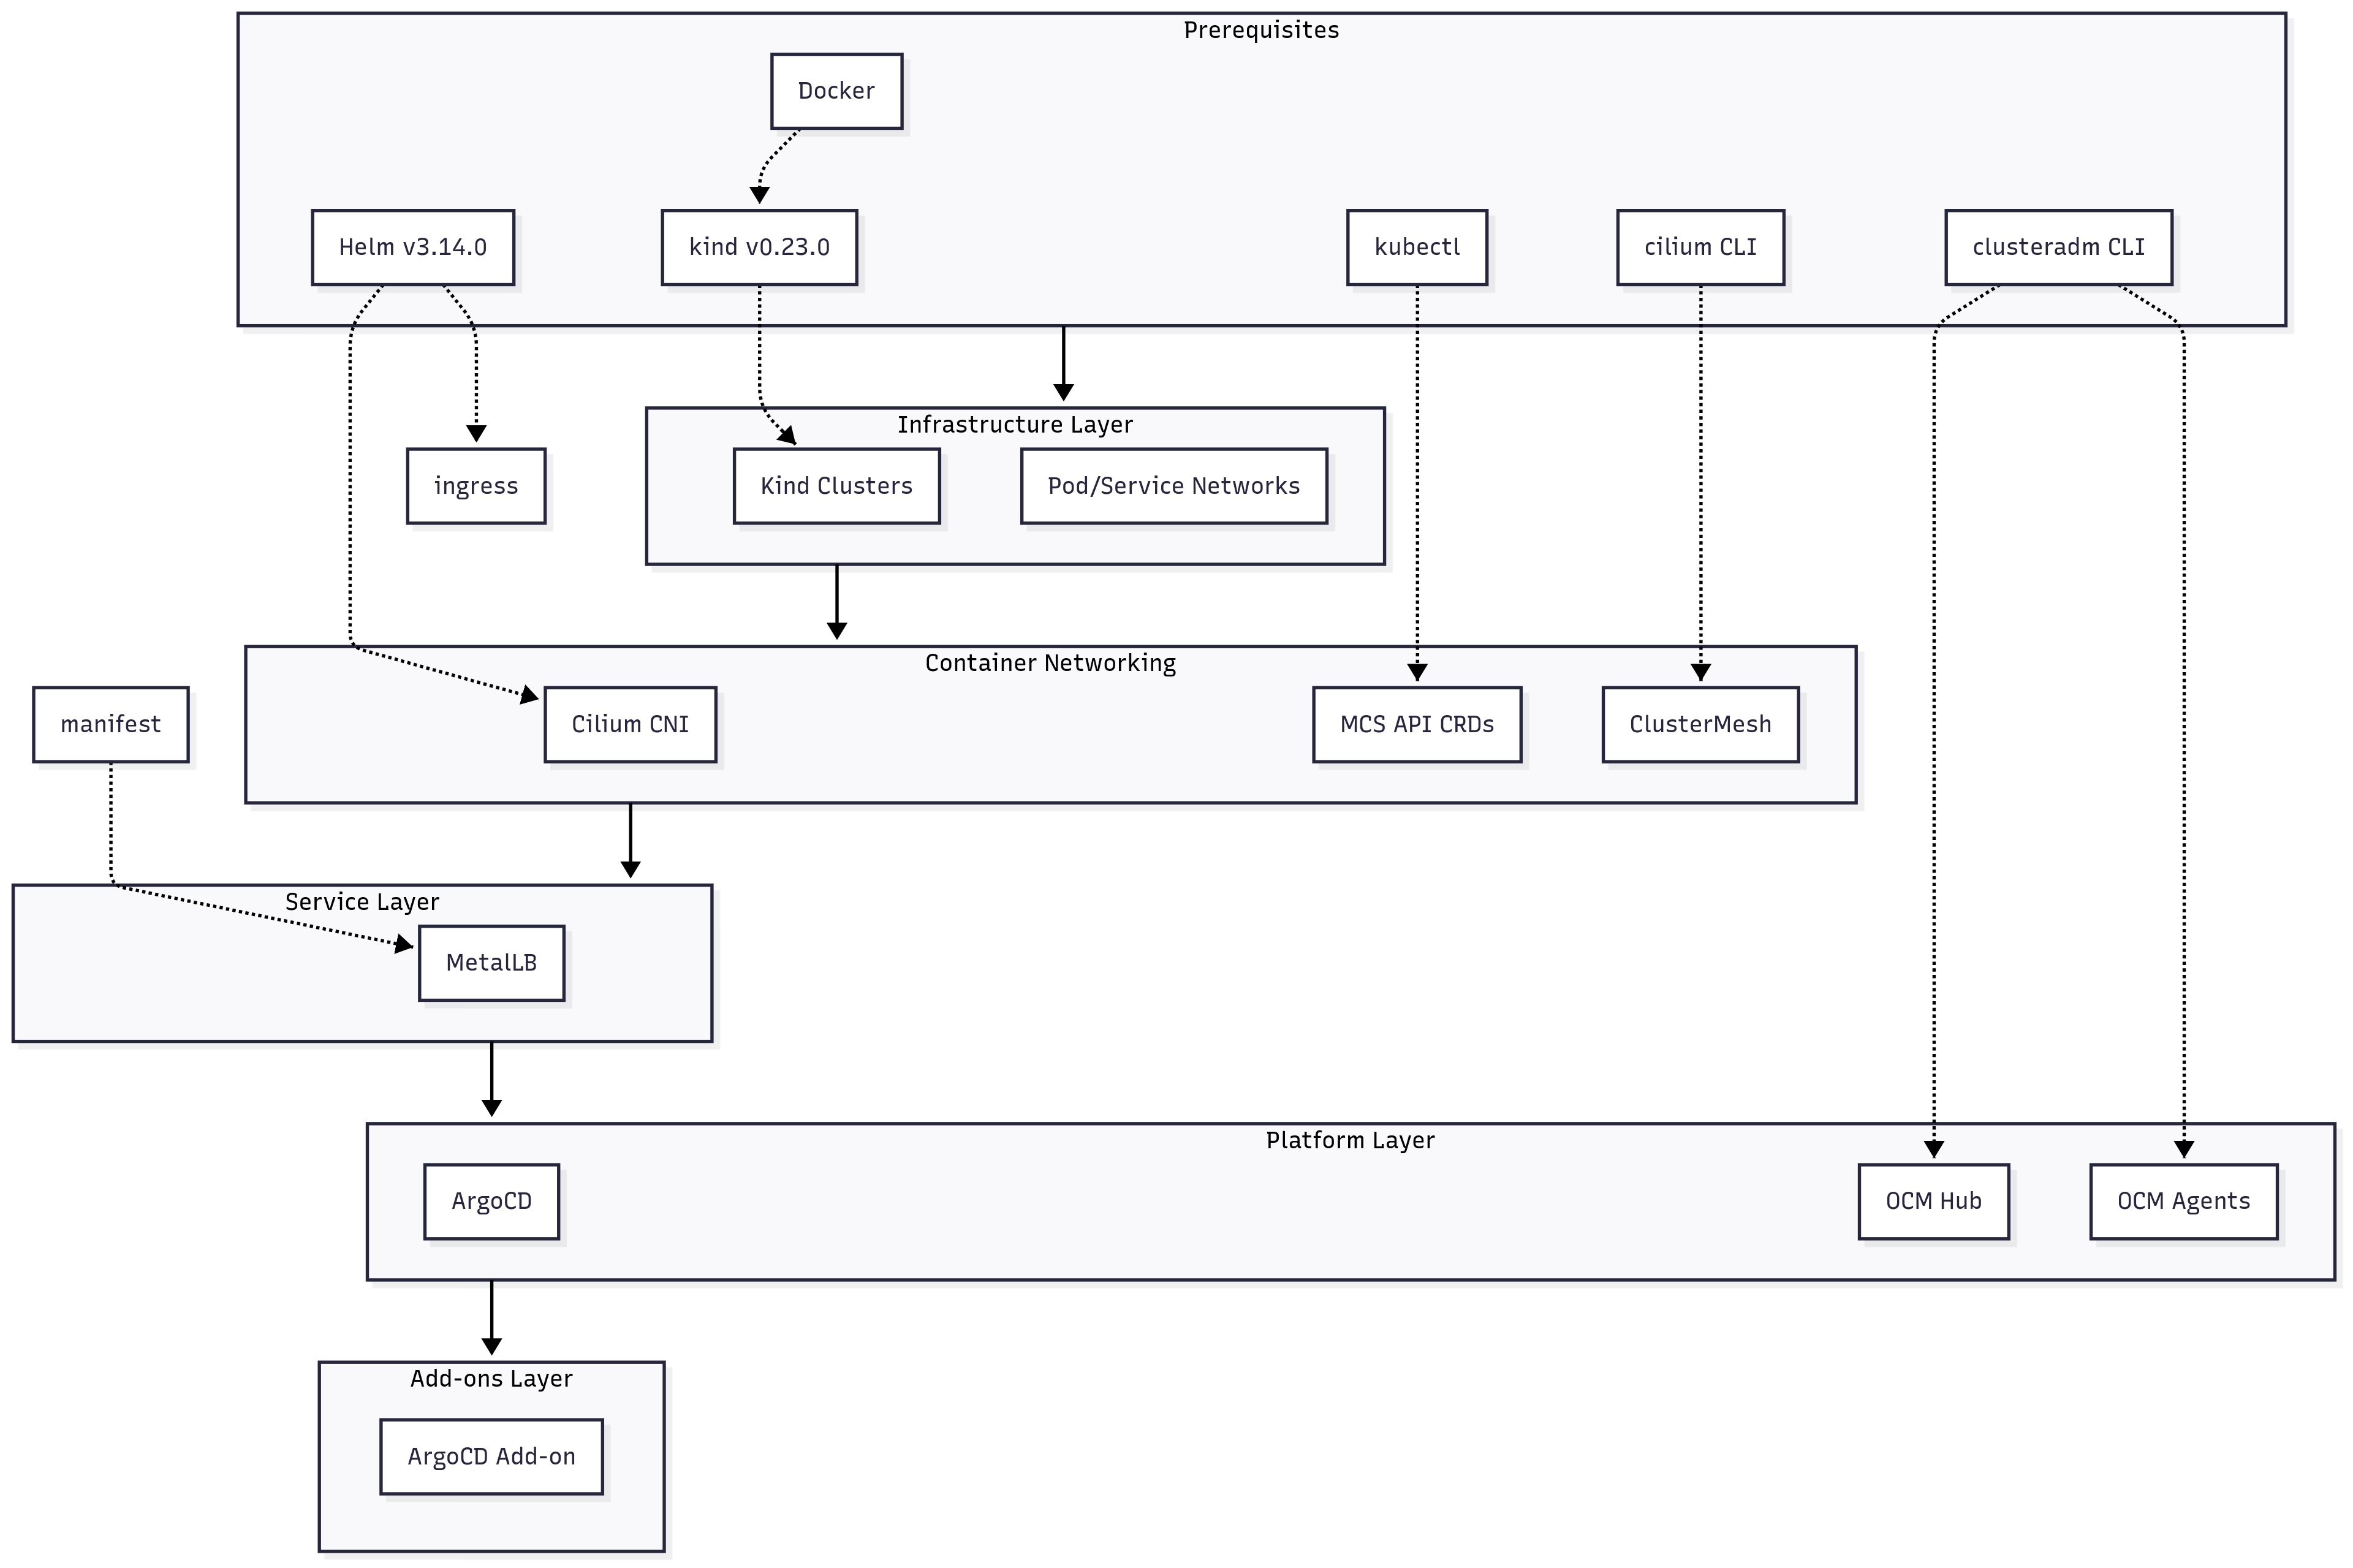 Prerequisites
Docker
Helm v3.14.0
kind v0.23.0
kubectl
cilium CLI
clusteradm CLI
Infrastructure Layer
ingress
Kind Clusters
Pod/Service Networks
Container Networking
manifest
Cilium CNI
MCS API CRDs
ClusterMesh
Service Layer
MetalLB
Platform Layer
ArgoCD
OCM Hub
OCM Agents
Add-ons Layer
ArgoCD Add-on